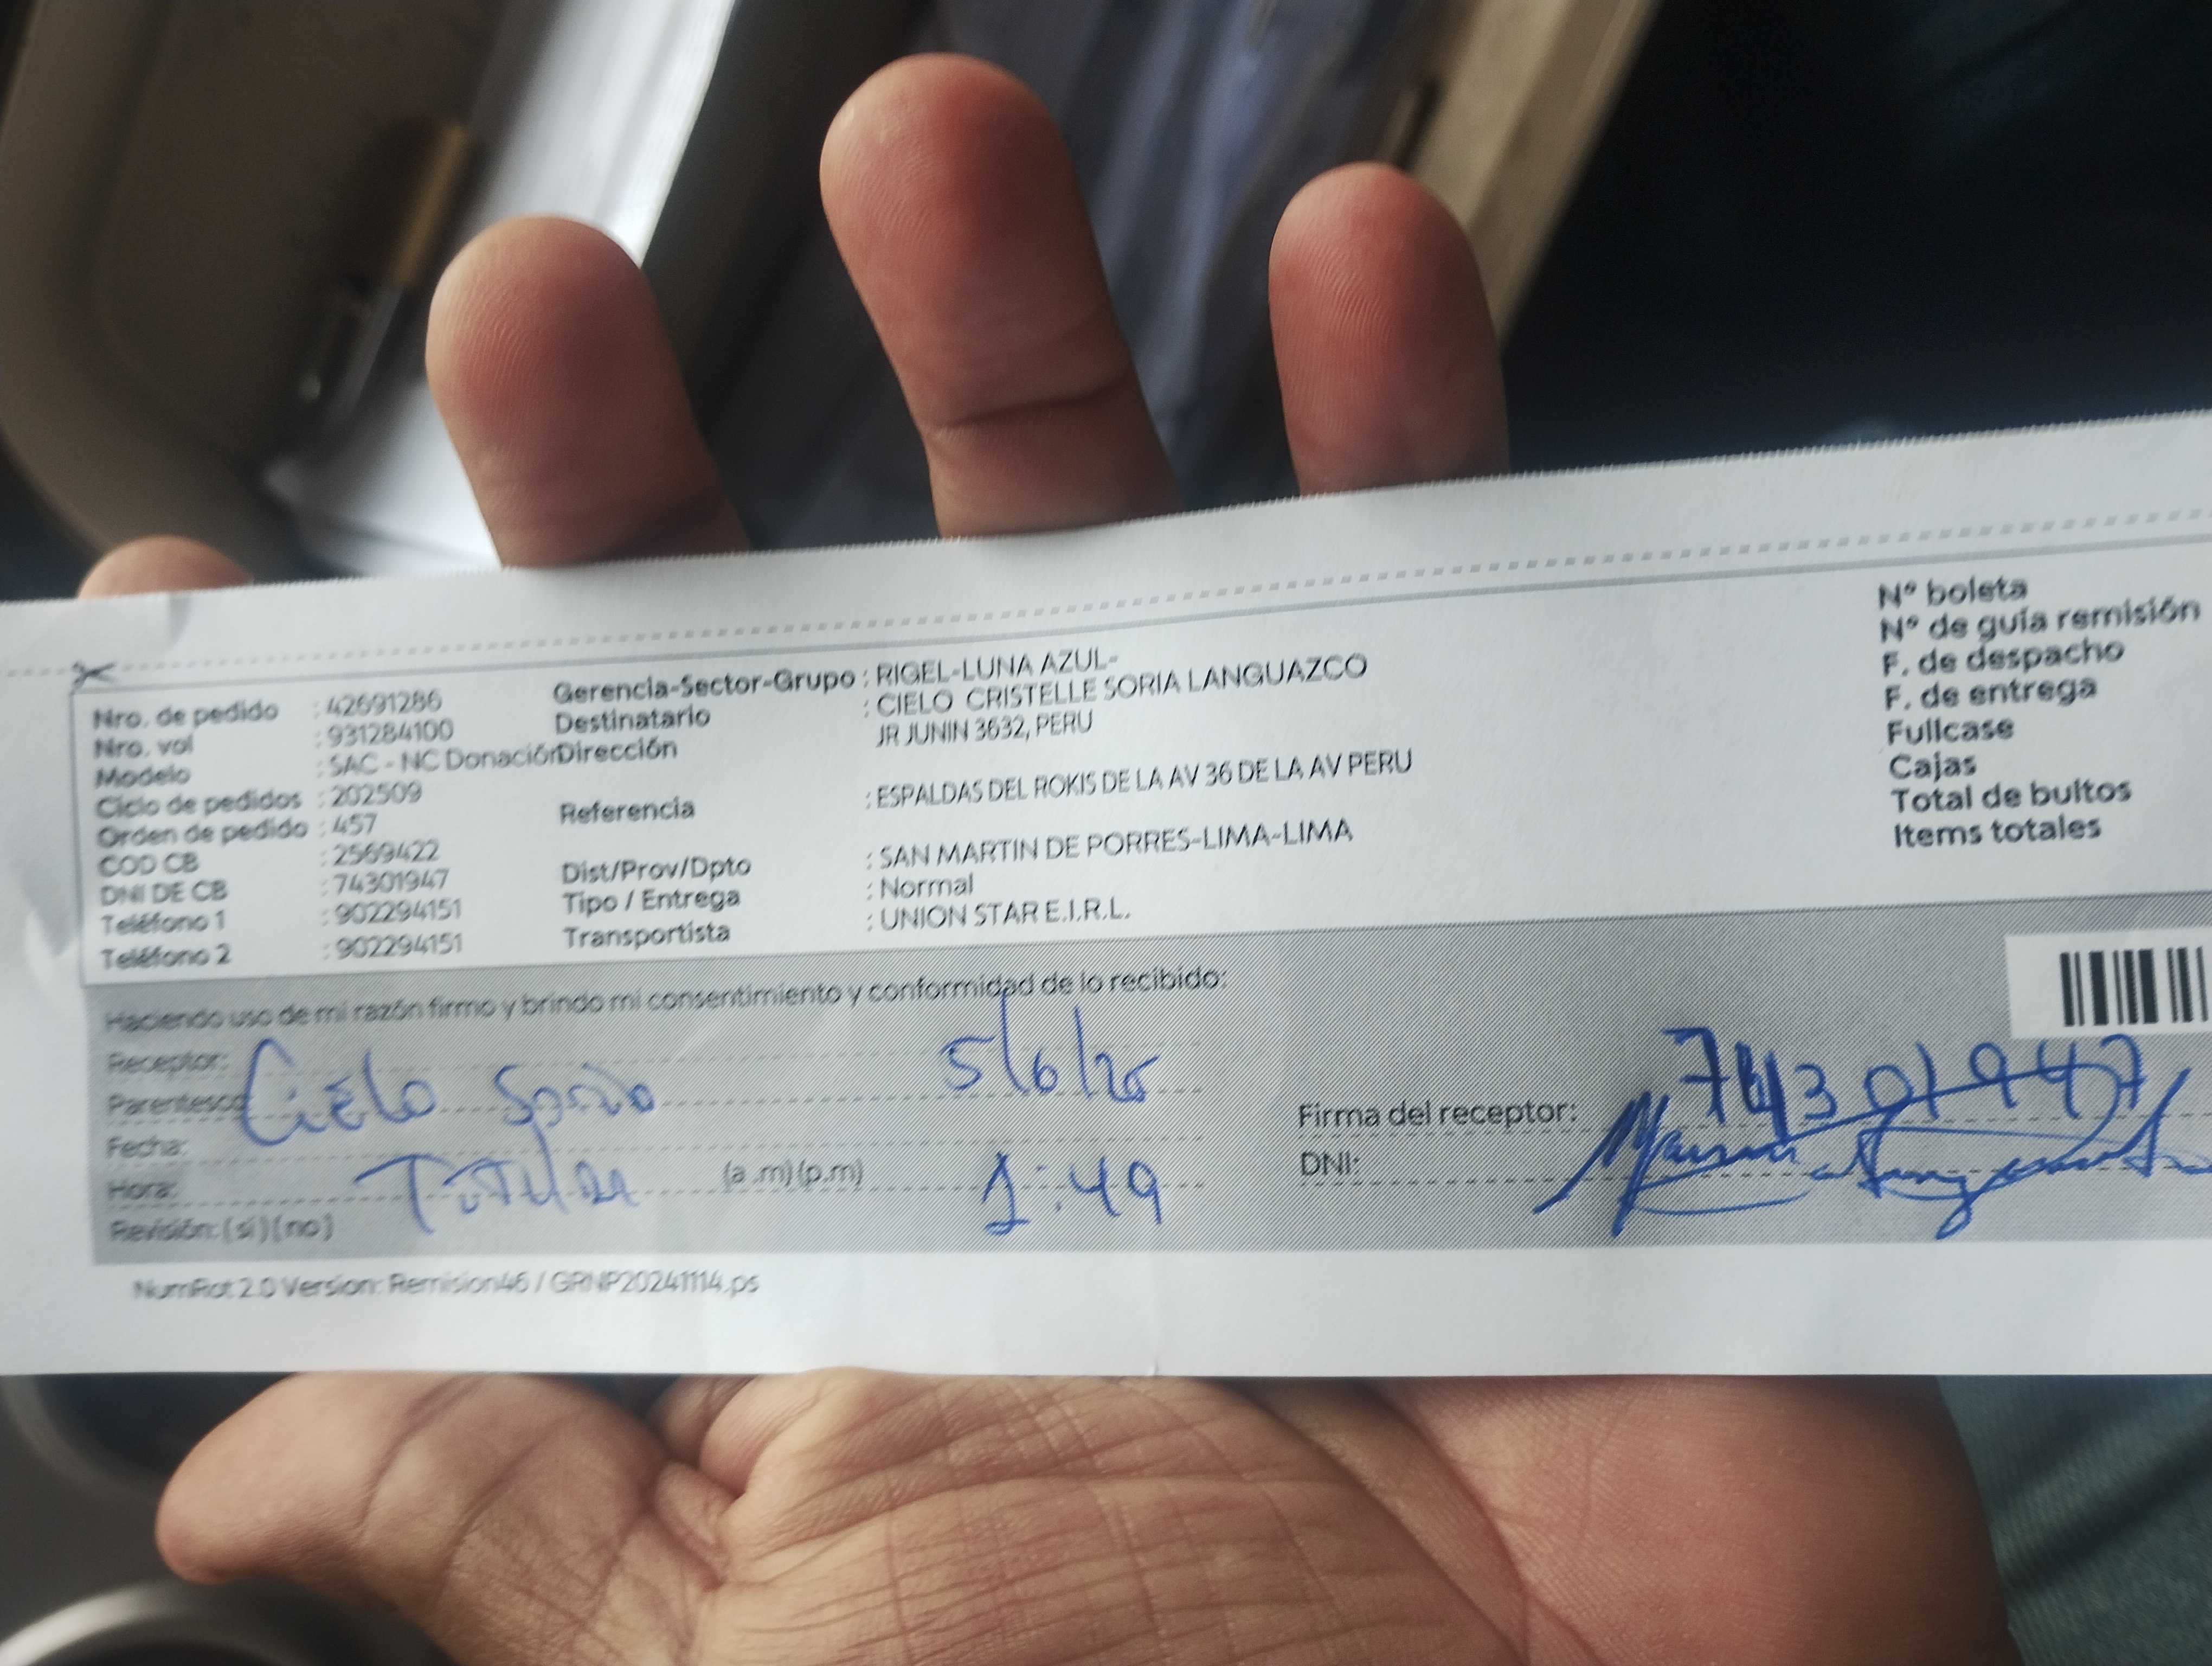 Nro. de pedido : 42691286
Nro. vol : 931284100
Modelo : SAC - NC Donación
Ciclo de pedidos : 202509
Orden de pedido : 457
COD CB : 2569422
DNI DE CB : 74301947
Teléfono 1 : 902294151
Teléfono 2 : 902294151
Gerencia-Sector-Grupo : RIGEL-LUNA AZUL-
Destinatario : CIELO CRISTELLE SORIA LANGUAZCO
Dirección JR JUNIN 3632, PERU
Referencia : ESPALDAS DEL ROKIS DE LA AV 36 DE LA AV PERU
Dist/Prov/Dpto : SAN MARTIN DE PORRES-LIMA-LIMA
Tipo / Entrega : Normal
Transportista : UNION STAR E.I.R.L.
Nº boleta
Nº de guía remisión
F. de despacho
F. de entrega
Fullcase
Cajas
Total de bultos
Items totales
Haciendo uso de mi razón firmo y brindo mi consentimiento y conformidad de lo recibido:
Receptor:
Parentesco Cielo Soria 5/6/25
Fecha:
Hora: Titular (a.m)(p.m) 1:49
Revisión: (si) (no)
Firma del receptor: 74301947
DNI:
NumRot 2.0 Version: Remision46 / GRNP20241114.ps